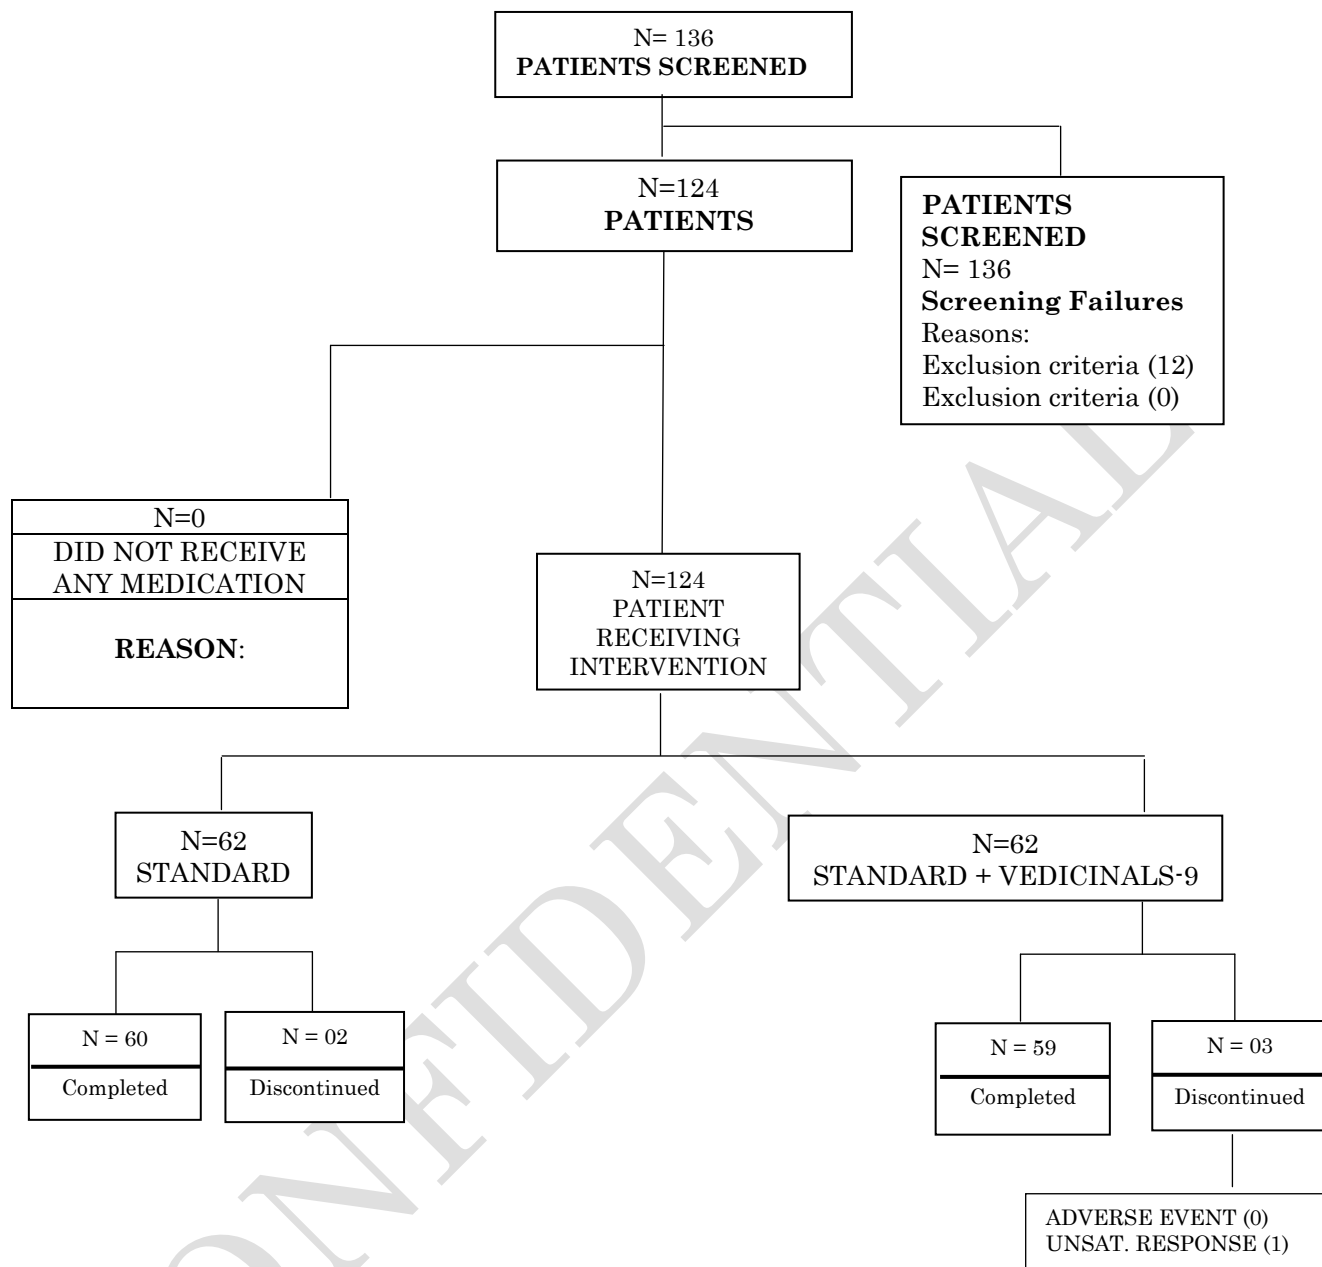 N= 136
PATIENTS SCREENED
N=124
PATIENTS
PATIENTS
SCREENED
N= 136
Screening Failures
Reasons:
Exclusion criteria (12)
Exclusion criteria (0)
N=0
DID NOT RECEIVE
ANY MEDICATION
REASON:
N=124
PATIENT
RECEIVING
INTERVENTION
N=62
STANDARD
N=62
STANDARD + VEDICINALS-9
N = 60
Completed
N = 02
Discontinued
N = 59
Completed
N = 03
Discontinued
ADVERSE EVENT (0)
UNSAT. RESPONSE (1)
CONFIDENTIAL